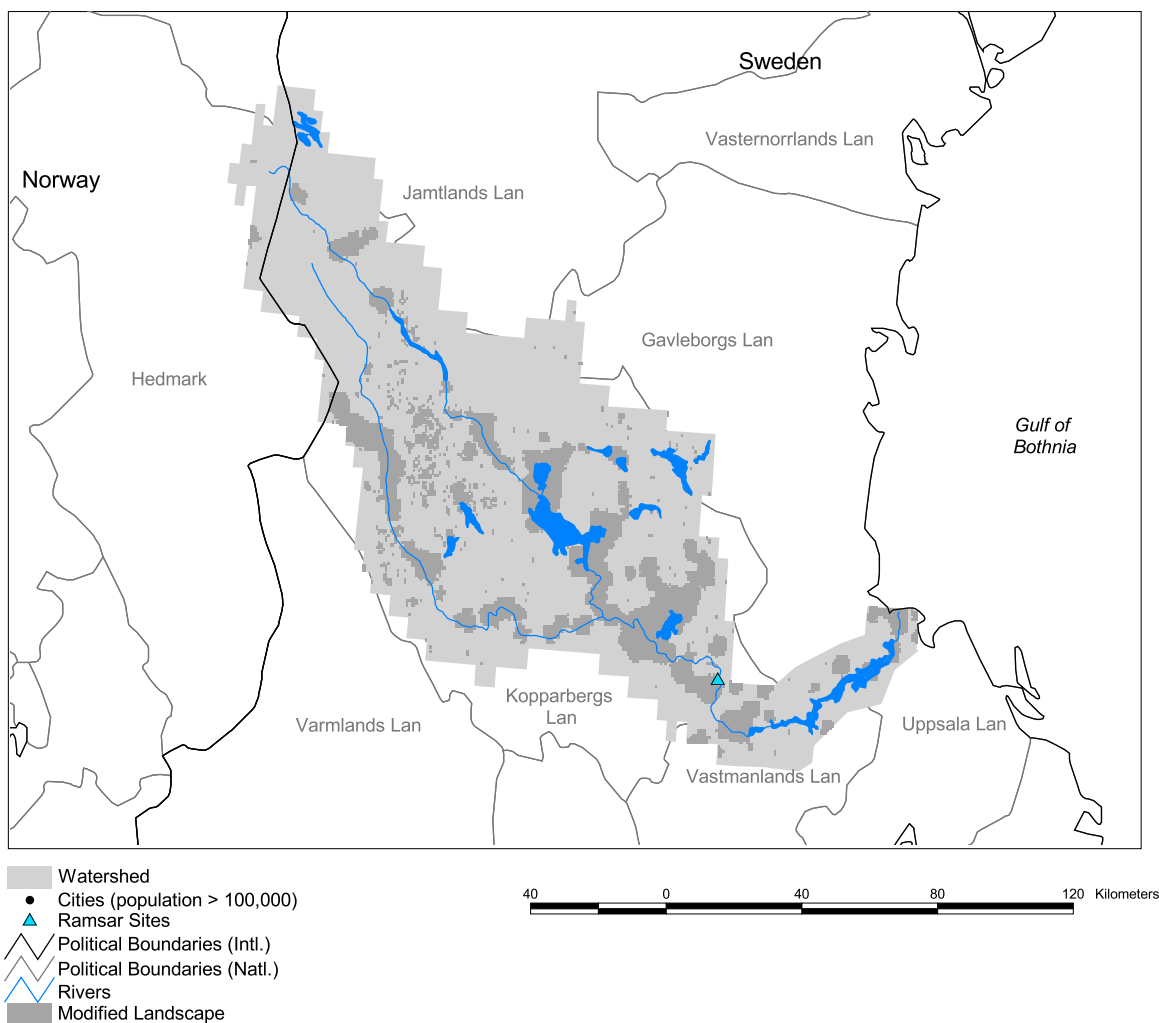 Sweden
Vasternorrlands Lan
Norway
Jamtlands Lan
Gavleborgs Lan
Hedmark
Gulf of
Bothnia
Kopparbergs
Lan
Varmlands Lan
Uppsala Lan
Vastmanlands Lan
Watershed
Cities (population > 100,000)
Ramsar Sites
Political Boundaries (Intl.)
Political Boundaries (Natl.)
Rivers
Modified Landscape
40 0 40 80 120 Kilometers